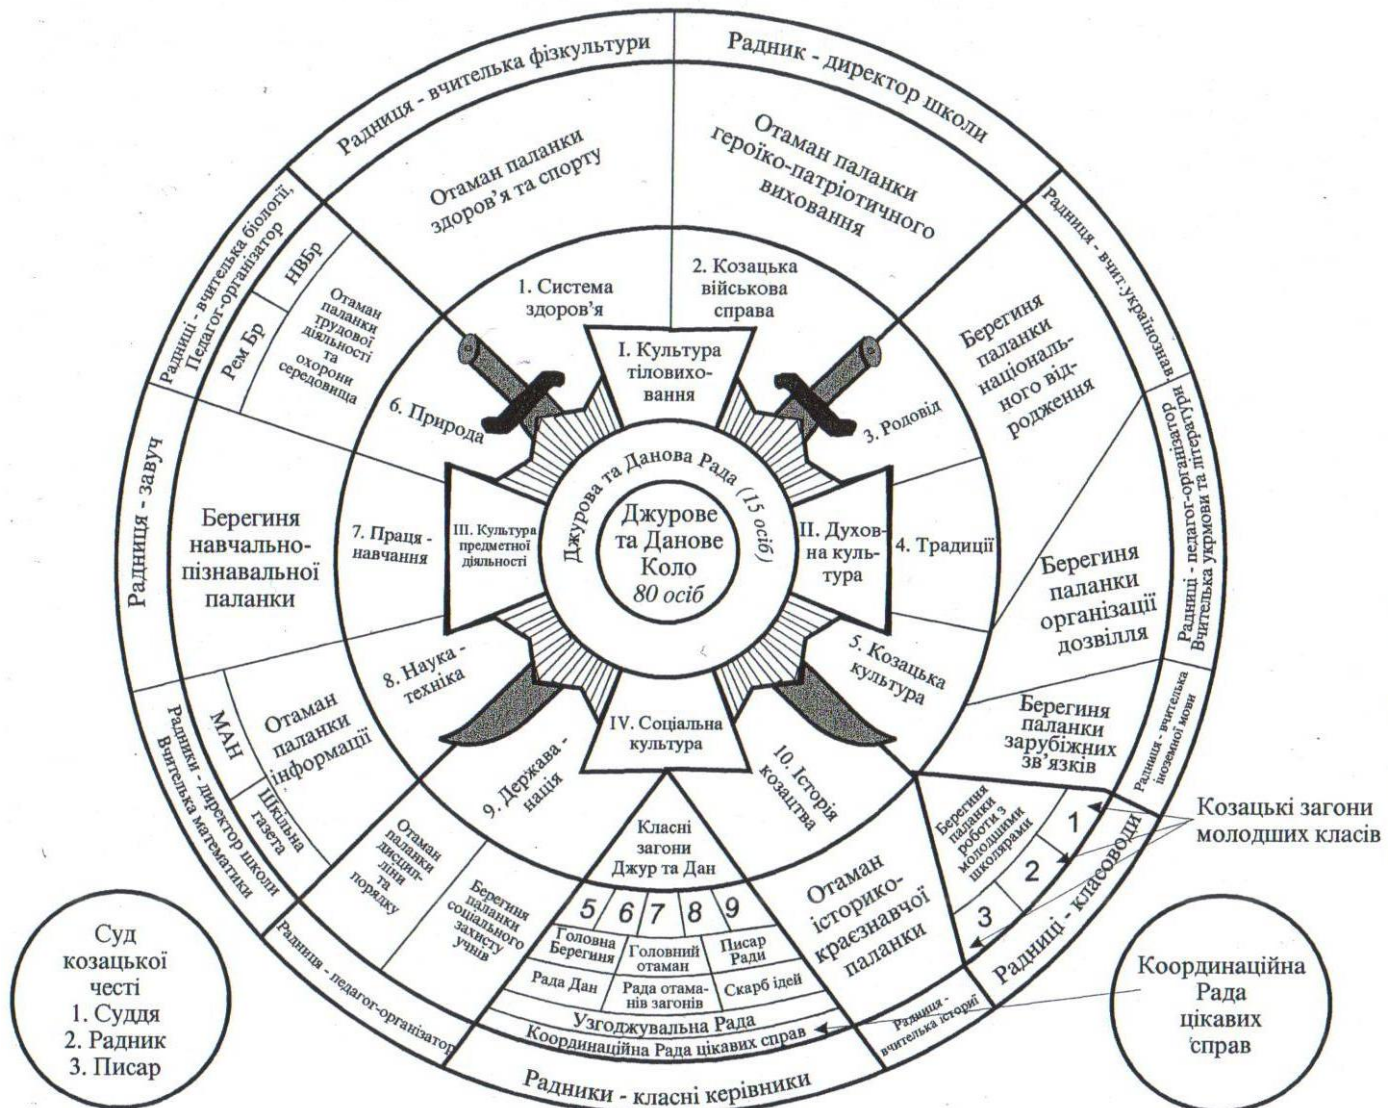 Радниця - вчителька фізкультури
Радник - директор школи
Отаман паланки
здоров'я та спорту
Отаман паланки
героїко-патріотичного
виховання
Радниці - вчителька біології,
Педагог-організатор
НВБр
Рем Бр
Отаман
паланки
трудової
діяльності
та
охорони
середовища
1. Система
здоров'я
2. Козацька
військова
справа
Берегиня
паланки
національ-
ного від-
родження
Радниця - вчит.українознав.
І. Культура
тіловихо-
вання
6. Природа
3. Родовід
Радниця - завуч
Берегиня
навчально-
пізнавальної
паланки
7. Праця -
навчання
ІІІ. Культура
предметної
діяльності
Джурова та Данова Рада (15 осіб)
Джурове
та Данове
Коло
80 осіб
ІІ. Духов-
на куль-
тура
4. Традиції
Берегиня
паланки
організації
дозвілля
Радниці - педагог-організатор
Вчителька укрмови та літератури
8. Наука -
техніка
5. Козацька
культура
МАН
Шкільна
газета
Отаман
паланки
інформації
Радники - директор школи
Вчителька математики
IV. Соціальна
культура
Берегиня
паланки
зарубіжних
зв'язків
Радниця - вчителька
іноземної мови
9. Держава -
нація
10. Історія
козацтва
Отаман
паланки
дисцип-
ліни
та
порядку
Берегиня
паланки
соціального
захисту
учнів
Радниця - педагог-організатор
Класні
загони
Джур та Дан
5 6 7 8 9
Головна
Берегиня
Головний
отаман
Писар
Ради
Рада Дан
Рада отама-
нів загонів
Скарб ідей
Узгоджувальна Рада
Координаційна Рада цікавих справ
Радники - класні керівники
Отаман
історико-
краєзнавчої
паланки
Радниця -
вчителька історії
Берегиня
паланки
роботи з
молодшими
школярами
1
2
3
Радниці - класоводи
Козацькі загони
молодших класів
Суд
козацької
честі
1. Суддя
2. Радник
3. Писар
Координаційна
Рада
цікавих
справ